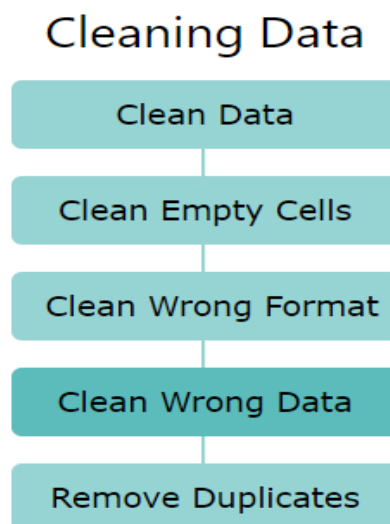 Cleaning Data
Clean Data
Clean Empty Cells
Clean Wrong Format
Clean Wrong Data
Remove Duplicates